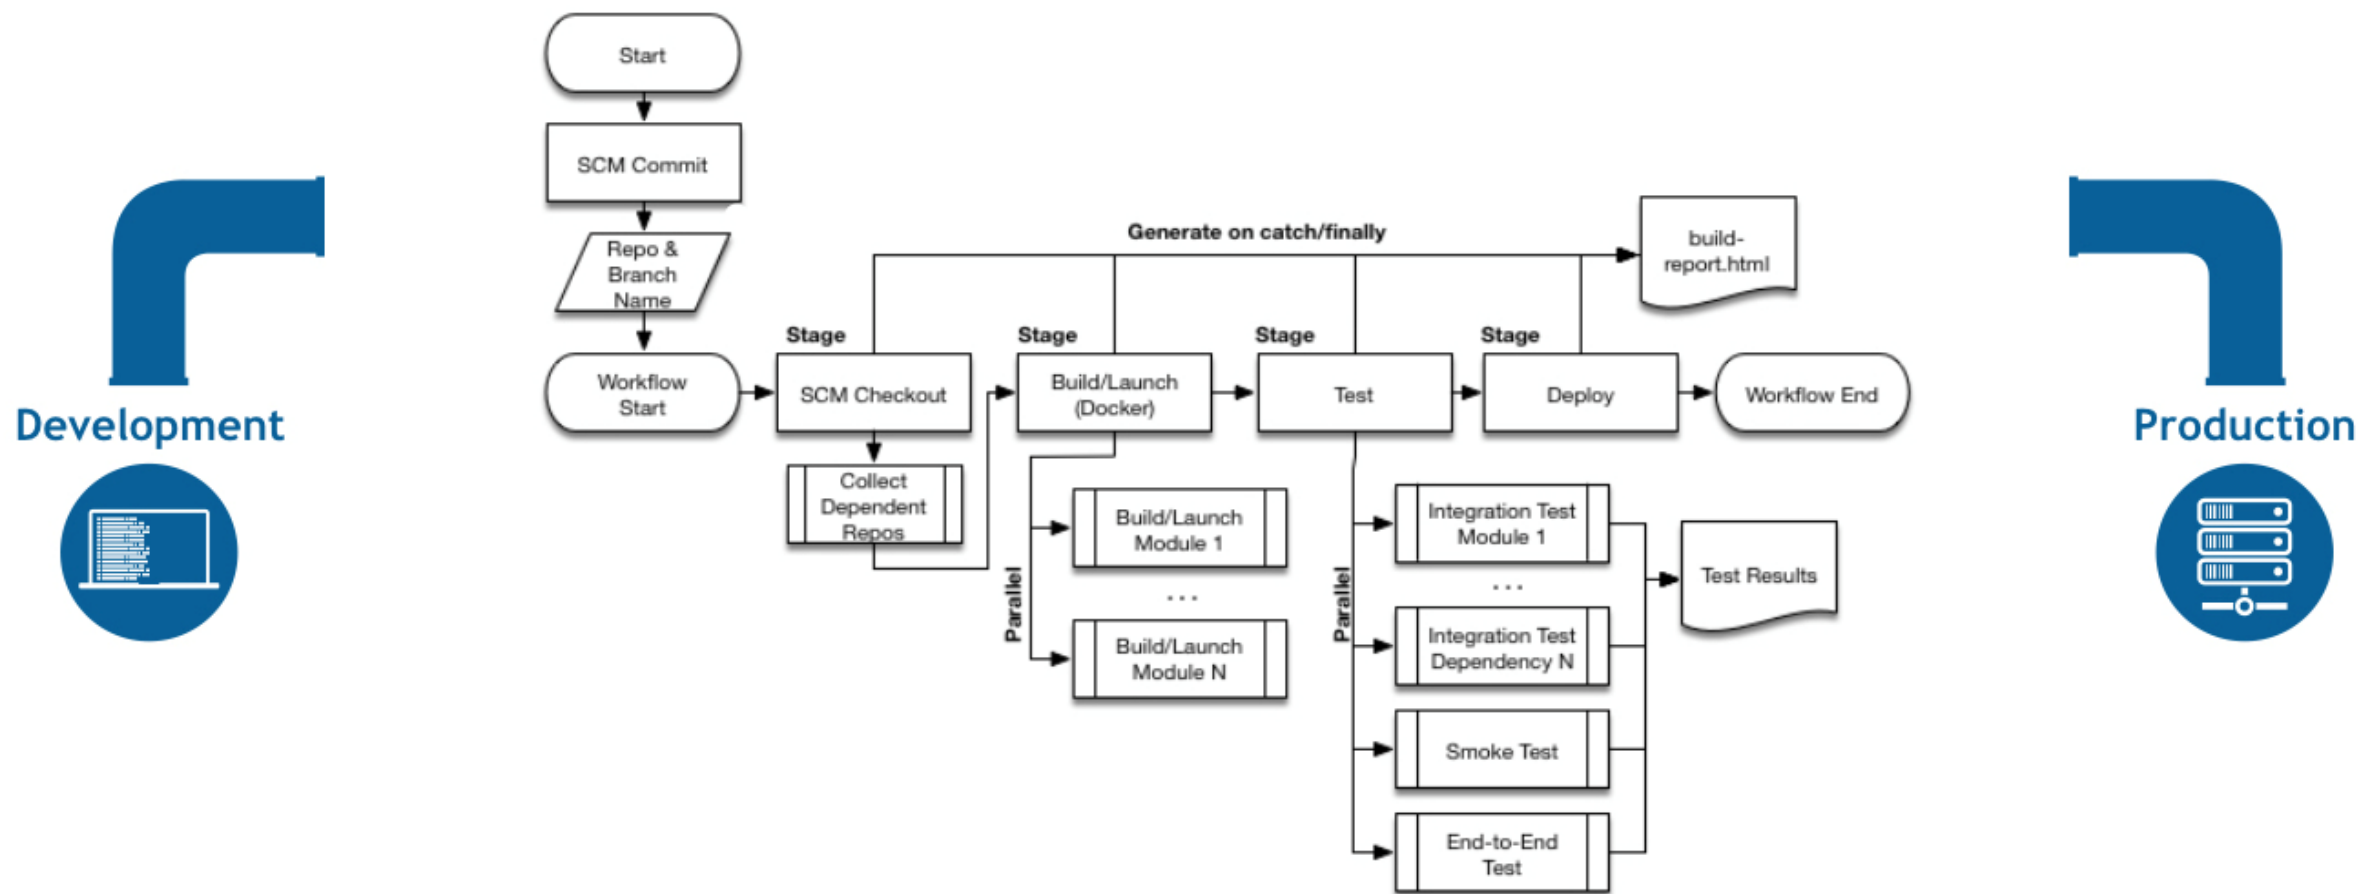 Start
SCM Commit
Repo &
Branch
Name
Workflow
Start
Development
Generate on catch/finally
build-
report.html
Stage
SCM Checkout
Collect
Dependent
Repos
Stage
Build/Launch
(Docker)
Parallel
Build/Launch
Module 1
...
Build/Launch
Module N
Stage
Test
Parallel
Integration Test
Module 1
...
Integration Test
Dependency N
Smoke Test
End-to-End
Test
Test Results
Stage
Deploy
Workflow End
Production